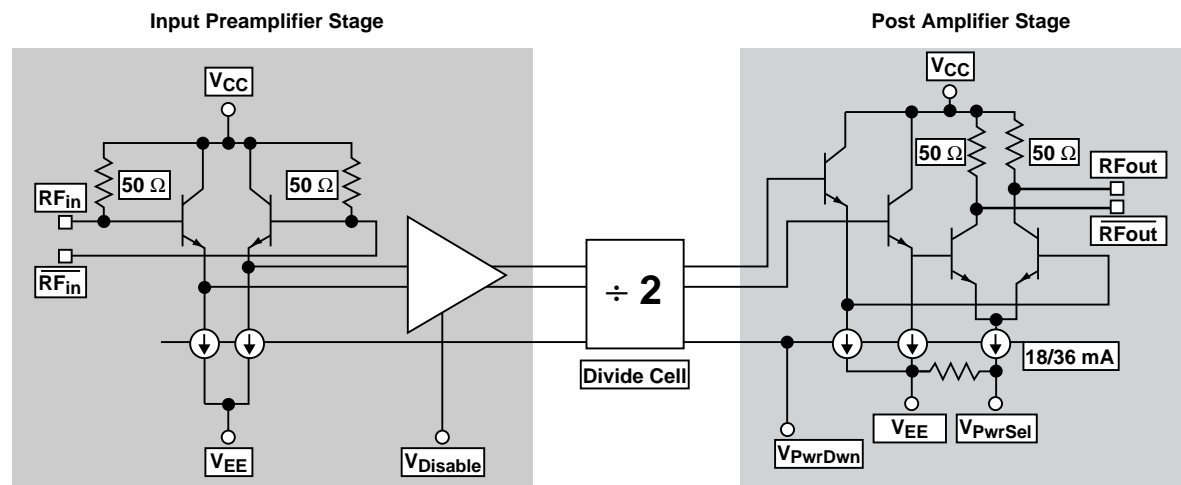 Input Preamplifier Stage
Post Amplifier Stage
VCC
VCC
50 Ω
50 Ω
50 Ω
50 Ω
RFin
RFin
RFout
RFout
÷ 2
Divide Cell
18/36 mA
VEE
VDisable
VPwrDwn
VEE
VPwrSel